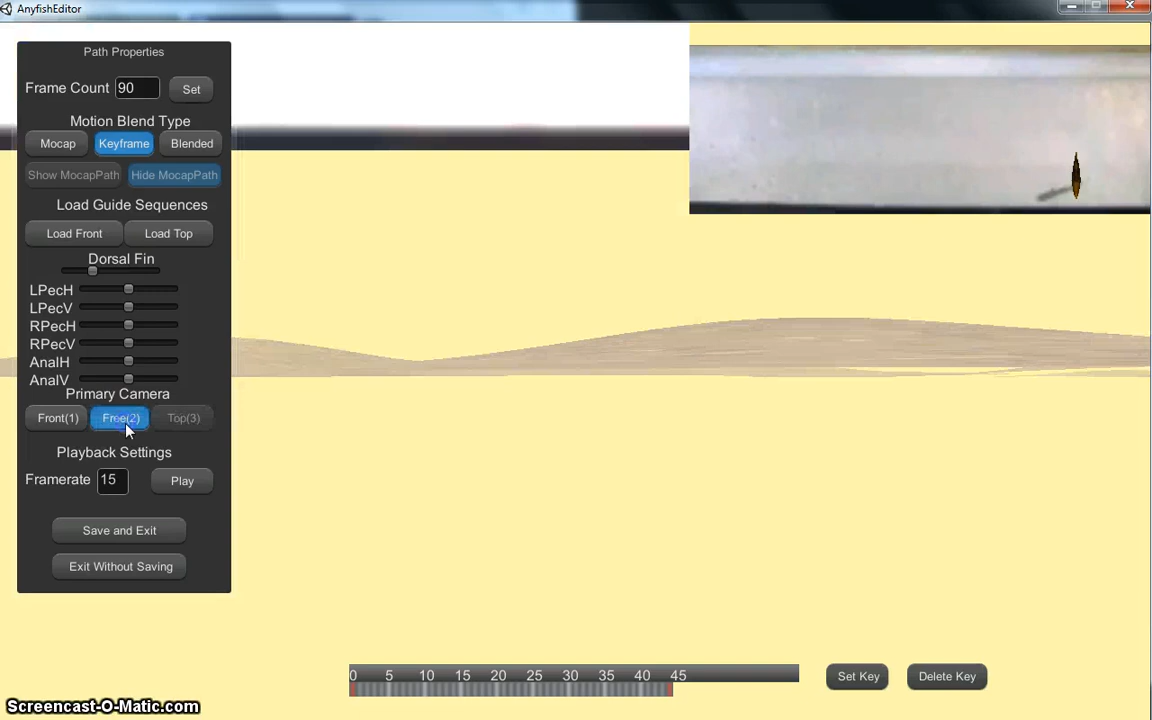 AnyfishEditor
Path Properties
Frame Count 90 Set
Motion Blend Type
Mocap Keyframe Blended
Show MocapPath Hide MocapPath
Load Guide Sequences
Load Front Load Top
Dorsal Fin
LPecH
LPecV
RPecH
RPecV
AnalH
AnalV
Primary Camera
Front(1) Free(2) Top(3)
Playback Settings
Framerate 15 Play
Save and Exit
Exit Without Saving
0 5 10 15 20 25 30 35 40 45 Set Key Delete Key
Screencast-O-Matic.com